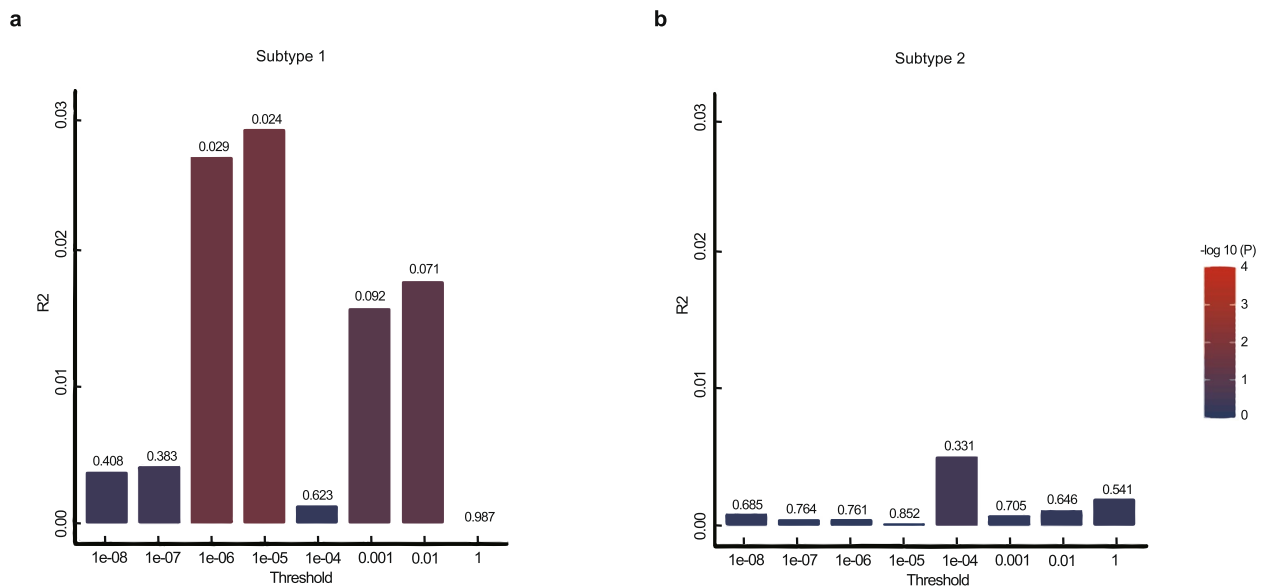 a
Subtype 1
R2
0.03
0.02
0.01
0.00
0.408
0.383
0.029
0.024
0.623
0.092
0.071
0.987
1e-08 1e-07 1e-06 1e-05 1e-04 0.001 0.01 1
Threshold
b
Subtype 2
R2
0.03
0.02
0.01
0.00
0.685
0.764
0.761
0.852
0.331
0.705
0.646
0.541
1e-08 1e-07 1e-06 1e-05 1e-04 0.001 0.01 1
Threshold
-log 10 (P)
4
3
2
1
0